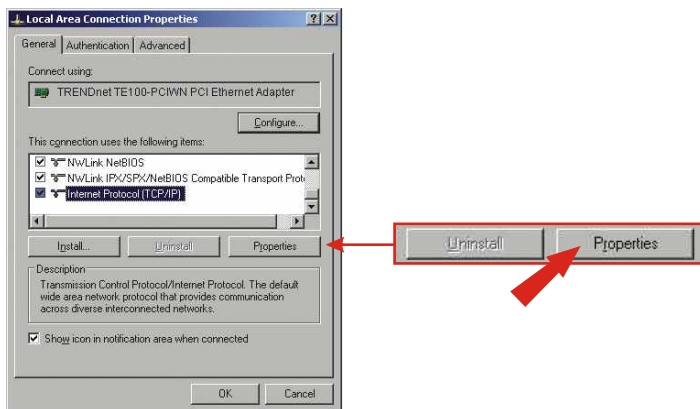 Local Area Connection Properties
General Authentication Advanced
Connect using:
TRENDnet TE100-PCIWN PCI Ethernet Adapter
Configure...
This connection uses the following items:
NWLink NetBIOS
NWLink IPX/SPX/NetBIOS Compatible Transport Prot
Internet Protocol (TCP/IP)
Install... Uninstall Properties
Uninstall Properties
Description
Transmission Control Protocol/Internet Protocol. The default
wide area network protocol that provides communication
across diverse interconnected networks.
Show icon in notification area when connected
OK Cancel